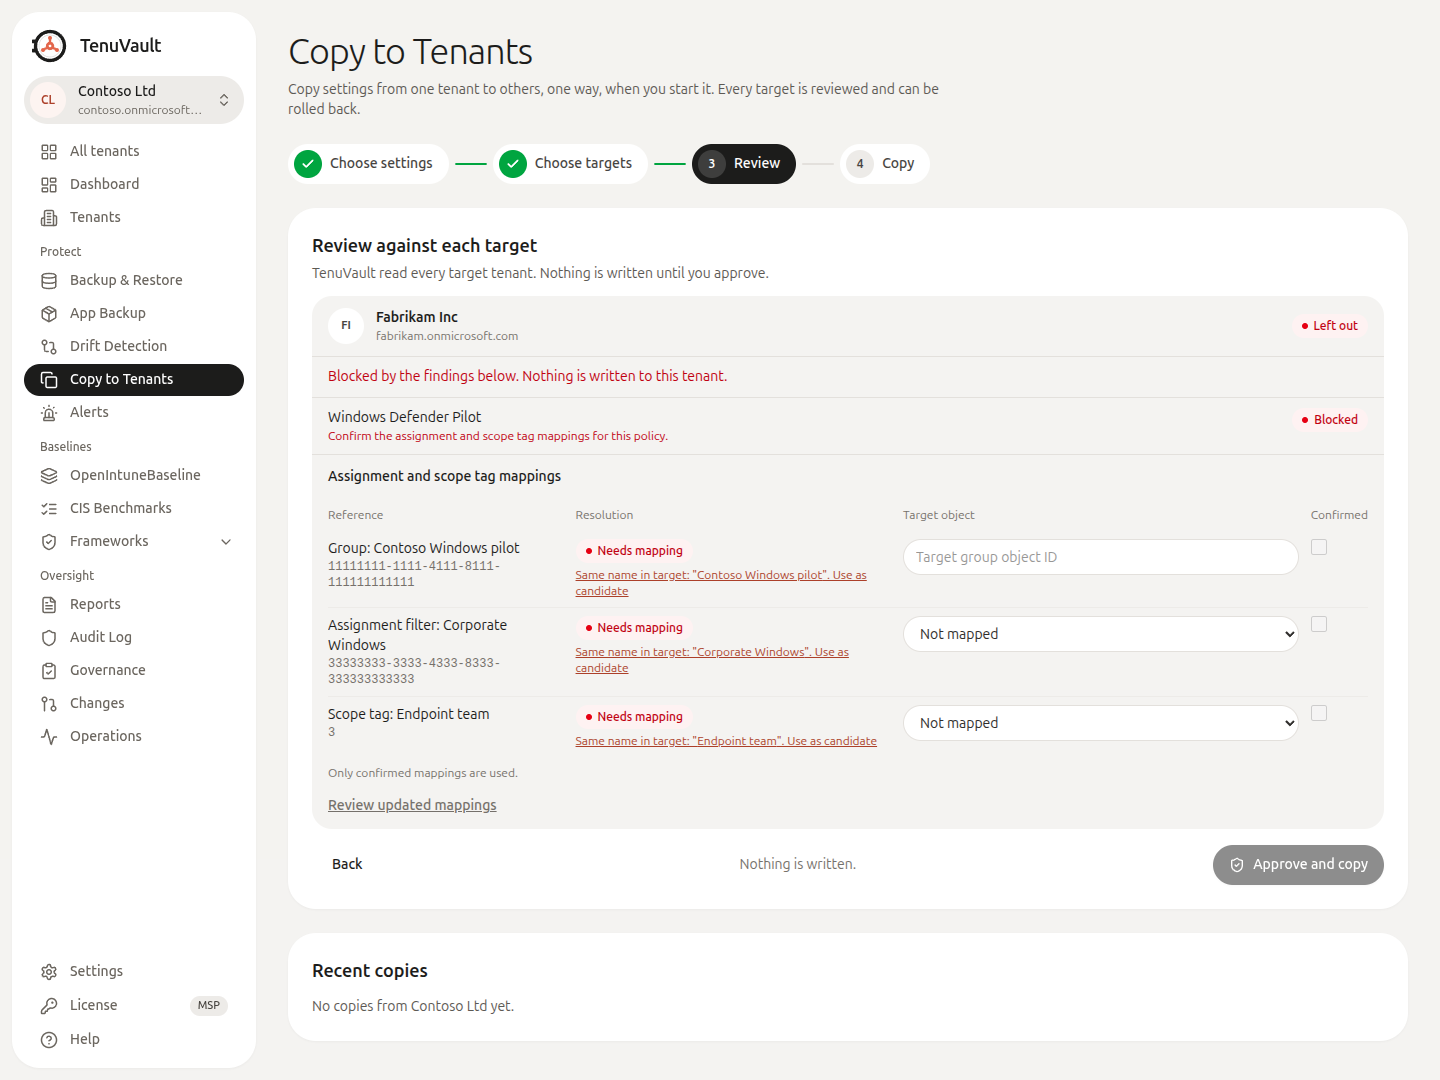 TenuVault
CL
Contoso Ltd
contoso.onmicrosoft...
All tenants
Dashboard
Tenants
Protect
Backup & Restore
App Backup
Drift Detection
Copy to Tenants
Alerts
Baselines
OpenIntuneBaseline
CIS Benchmarks
Frameworks
Oversight
Reports
Audit Log
Governance
Changes
Operations
Settings
License
MSP
Help
Copy to Tenants
Copy settings from one tenant to others, one way, when you start it. Every target is reviewed and can be
rolled back.
Choose settings
Choose targets
3 Review
4 Copy
Review against each target
TenuVault read every target tenant. Nothing is written until you approve.
FI
Fabrikam Inc
fabrikam.onmicrosoft.com
Left out
Blocked by the findings below. Nothing is written to this tenant.
Windows Defender Pilot
Confirm the assignment and scope tag mappings for this policy.
Blocked
Assignment and scope tag mappings
Reference Resolution Target object Confirmed
Group: Contoso Windows pilot
11111111-1111-4111-8111-
111111111111
Needs mapping
Same name in target: "Contoso Windows pilot". Use as
candidate
Target group object ID
Assignment filter: Corporate
Windows
33333333-3333-4333-8333-
333333333333
Needs mapping
Same name in target: "Corporate Windows". Use as
candidate
Not mapped
Scope tag: Endpoint team
3
Needs mapping
Same name in target: "Endpoint team". Use as candidate
Not mapped
Only confirmed mappings are used.
Review updated mappings
Back
Nothing is written.
Approve and copy
Recent copies
No copies from Contoso Ltd yet.